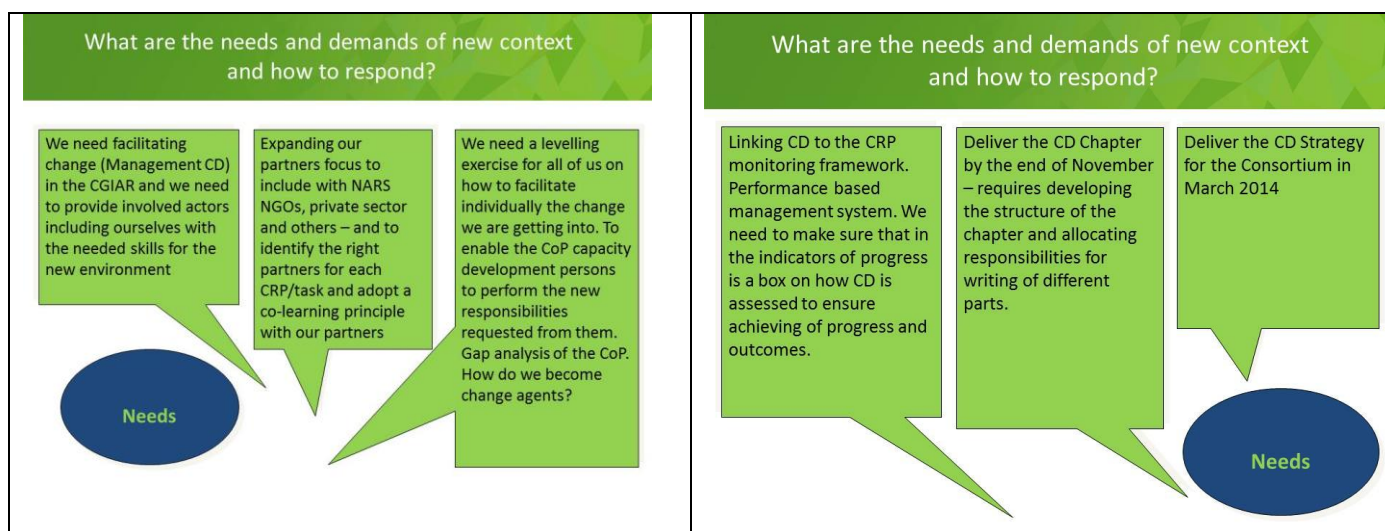 What are the needs and demands of new context
and how to respond?
We need facilitating
change (Management CD)
in the CGIAR and we need
to provide involved actors
including ourselves with
the needed skills for the
new environment
Expanding our
partners focus to
include with NARS
NGOs, private sector
and others – and to
identify the right
partners for each
CRP/task and adopt a
co-learning principle
with our partners
We need a levelling
exercise for all of us on
how to facilitate
individually the change
we are getting into. To
enable the CoP capacity
development persons
to perform the new
responsibilities
requested from them.
Gap analysis of the CoP.
How do we become
change agents?
Needs
What are the needs and demands of new context
and how to respond?
Linking CD to the CRP
monitoring framework.
Performance based
management system. We
need to make sure that in
the indicators of progress
is a box on how CD is
assessed to ensure
achieving of progress and
outcomes.
Deliver the CD Chapter
by the end of November
– requires developing
the structure of the
chapter and allocating
responsibilities for
writing of different
parts.
Deliver the CD Strategy
for the Consortium in
March 2014
Needs